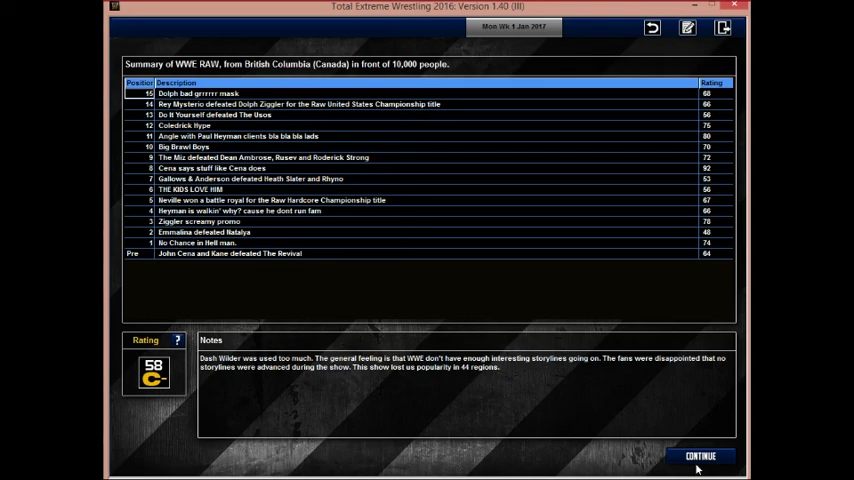 Total Extreme Wrestling 2016: Version 1.40 (III)
Mon Wk 1 Jan 2017
Summary of WWE RAW, from British Columbia (Canada) in front of 10,000 people.
Position Description Rating
15 Dolph bad grrrrrr mask 68
14 Rey Mysterio defeated Dolph Ziggler for the Raw United States Championship title 66
13 Do It Yourself defeated The Usos 56
12 Coledrick Hype 75
11 Angle with Paul Heyman clients bla bla bla lads 80
10 Big Brawl Boys 70
9 The Miz defeated Dean Ambrose, Rusev and Roderick Strong 72
8 Cena says stuff like Cena does 92
7 Gallows & Anderson defeated Heath Slater and Rhyno 53
6 THE KIDS LOVE HIM 56
5 Neville won a battle royal for the Raw Hardcore Championship title 67
4 Heyman is walkin' why? cause he dont run fam 66
3 Ziggler screamy promo 78
2 Emmalina defeated Natalya 48
1 No Chance in Hell man. 74
Pre John Cena and Kane defeated The Revival 64
Rating ?
58
C-
Notes
Dash Wilder was used too much. The general feeling is that WWE don't have enough interesting storylines going on. The fans were disappointed that no
storylines were advanced during the show. This show lost us popularity in 44 regions.
CONTINUE